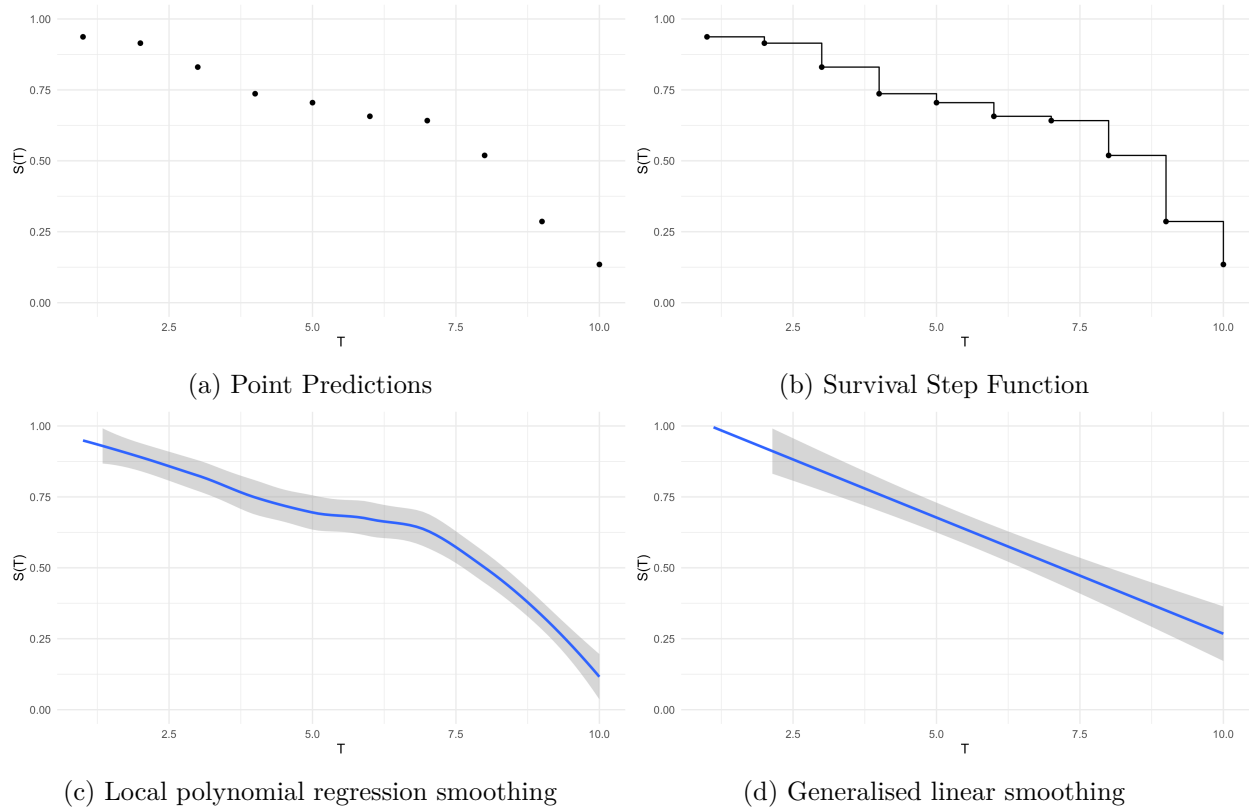 1.00
0.75
0.50
0.25
0.00
S(T)
2.5 5.0 7.5 10.0
T
(a) Point Predictions
1.00
0.75
0.50
0.25
0.00
S(T)
2.5 5.0 7.5 10.0
T
(b) Survival Step Function
1.00
0.75
0.50
0.25
0.00
S(T)
2.5 5.0 7.5 10.0
T
(c) Local polynomial regression smoothing
1.00
0.75
0.50
0.25
0.00
S(T)
2.5 5.0 7.5 10.0
T
(d) Generalised linear smoothing